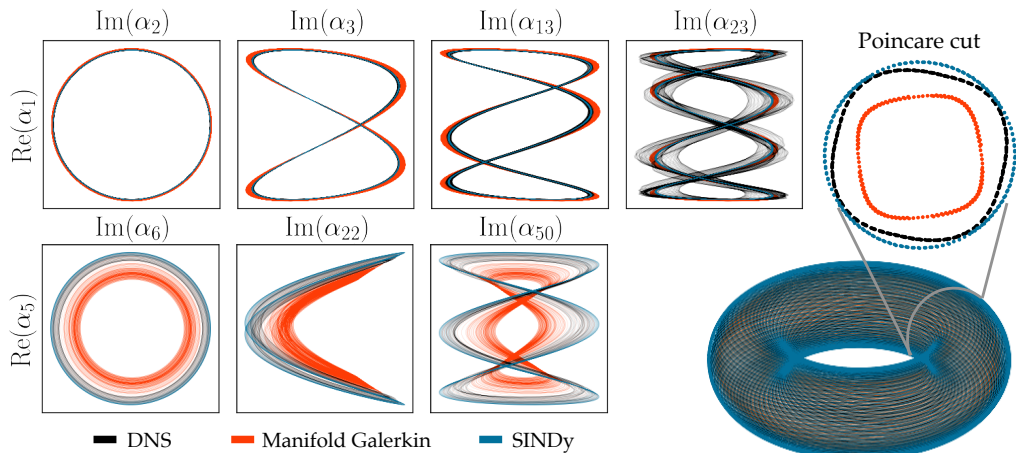 Im(α₂) Im(α₃) Im(α₁₃) Im(α₂₃)
Poincare cut
Re(α₁)
Im(α₆) Im(α₂₂) Im(α₅₀)
Re(α₅)
DNS Manifold Galerkin SINDy